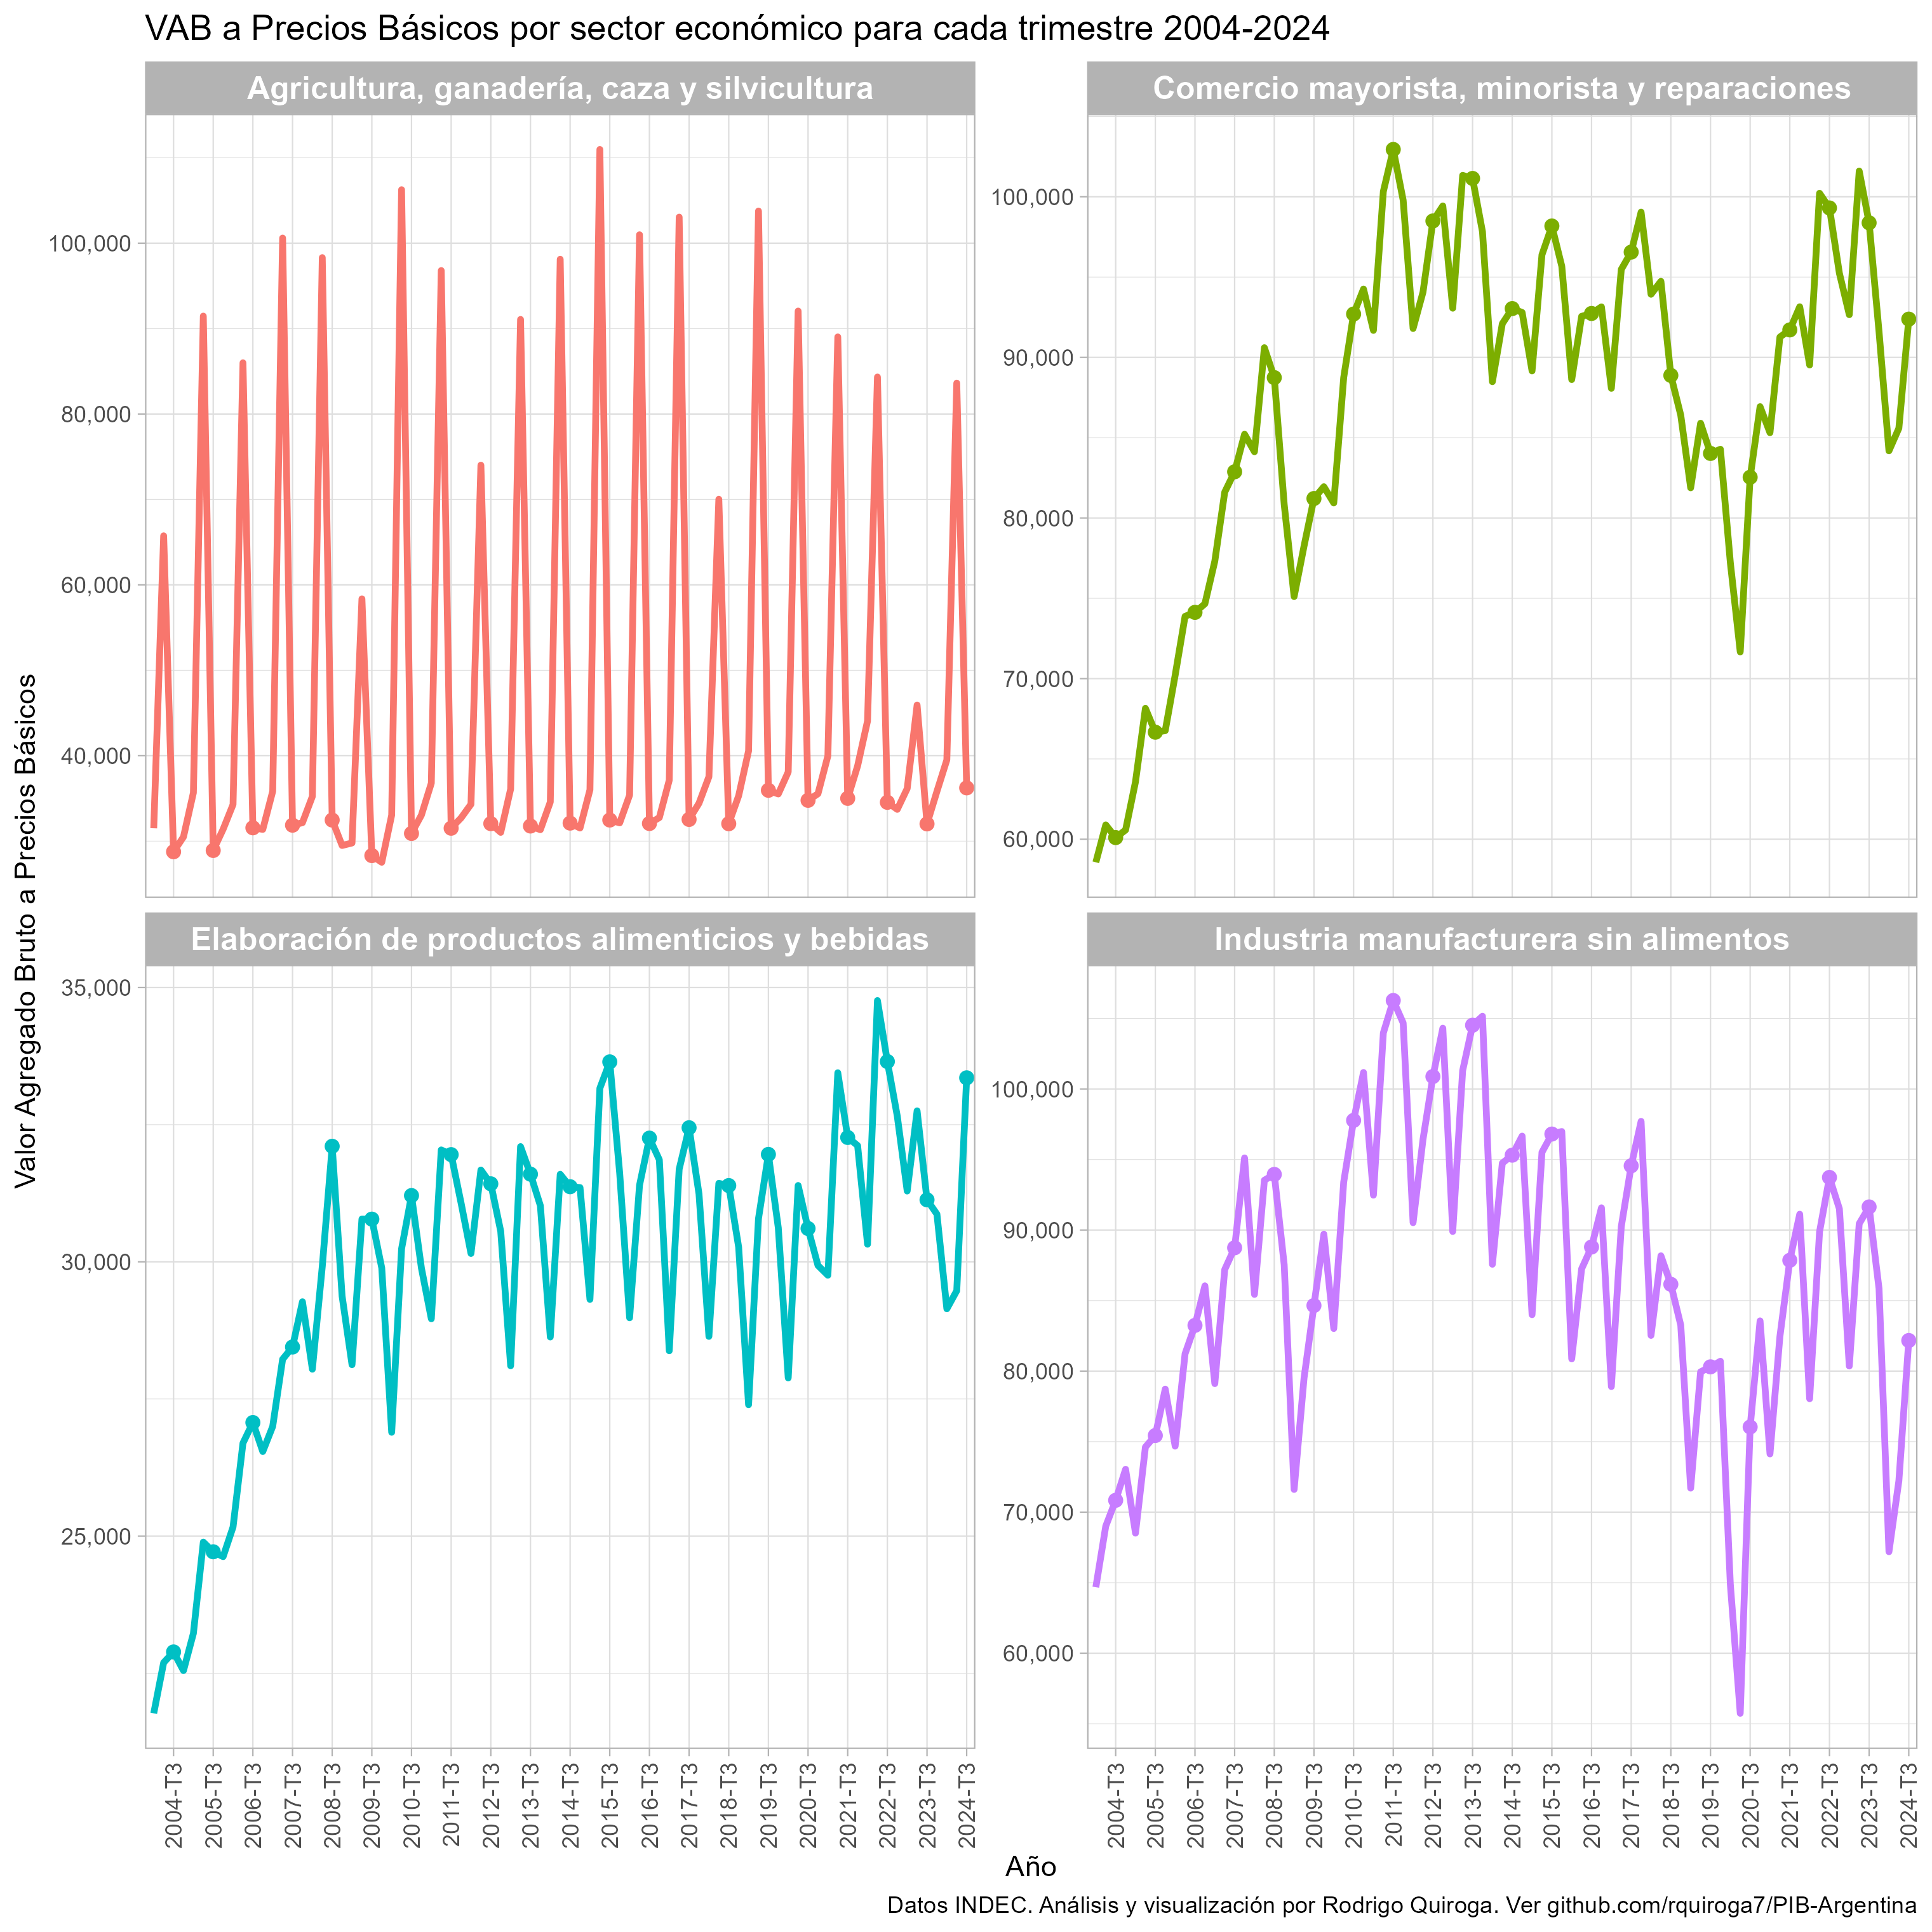 VAB a Precios Básicos por sector económico para cada trimestre 2004-2024
Valor Agregado Bruto a Precios Básicos
Agricultura, ganadería, caza y silvicultura
100,000
80,000
60,000
40,000
Comercio mayorista, minorista y reparaciones
100,000
90,000
80,000
70,000
60,000
Elaboración de productos alimenticios y bebidas
35,000
30,000
25,000
2004-T3
2005-T3
2006-T3
2007-T3
2008-T3
2009-T3
2010-T3
2011-T3
2012-T3
2013-T3
2014-T3
2015-T3
2016-T3
2017-T3
2018-T3
2019-T3
2020-T3
2021-T3
2022-T3
2023-T3
2024-T3
Industria manufacturera sin alimentos
100,000
90,000
80,000
70,000
60,000
2004-T3
2005-T3
2006-T3
2007-T3
2008-T3
2009-T3
2010-T3
2011-T3
2012-T3
2013-T3
2014-T3
2015-T3
2016-T3
2017-T3
2018-T3
2019-T3
2020-T3
2021-T3
2022-T3
2023-T3
2024-T3
Año
Datos INDEC. Análisis y visualización por Rodrigo Quiroga. Ver github.com/rquiroga7/PIB-Argentina